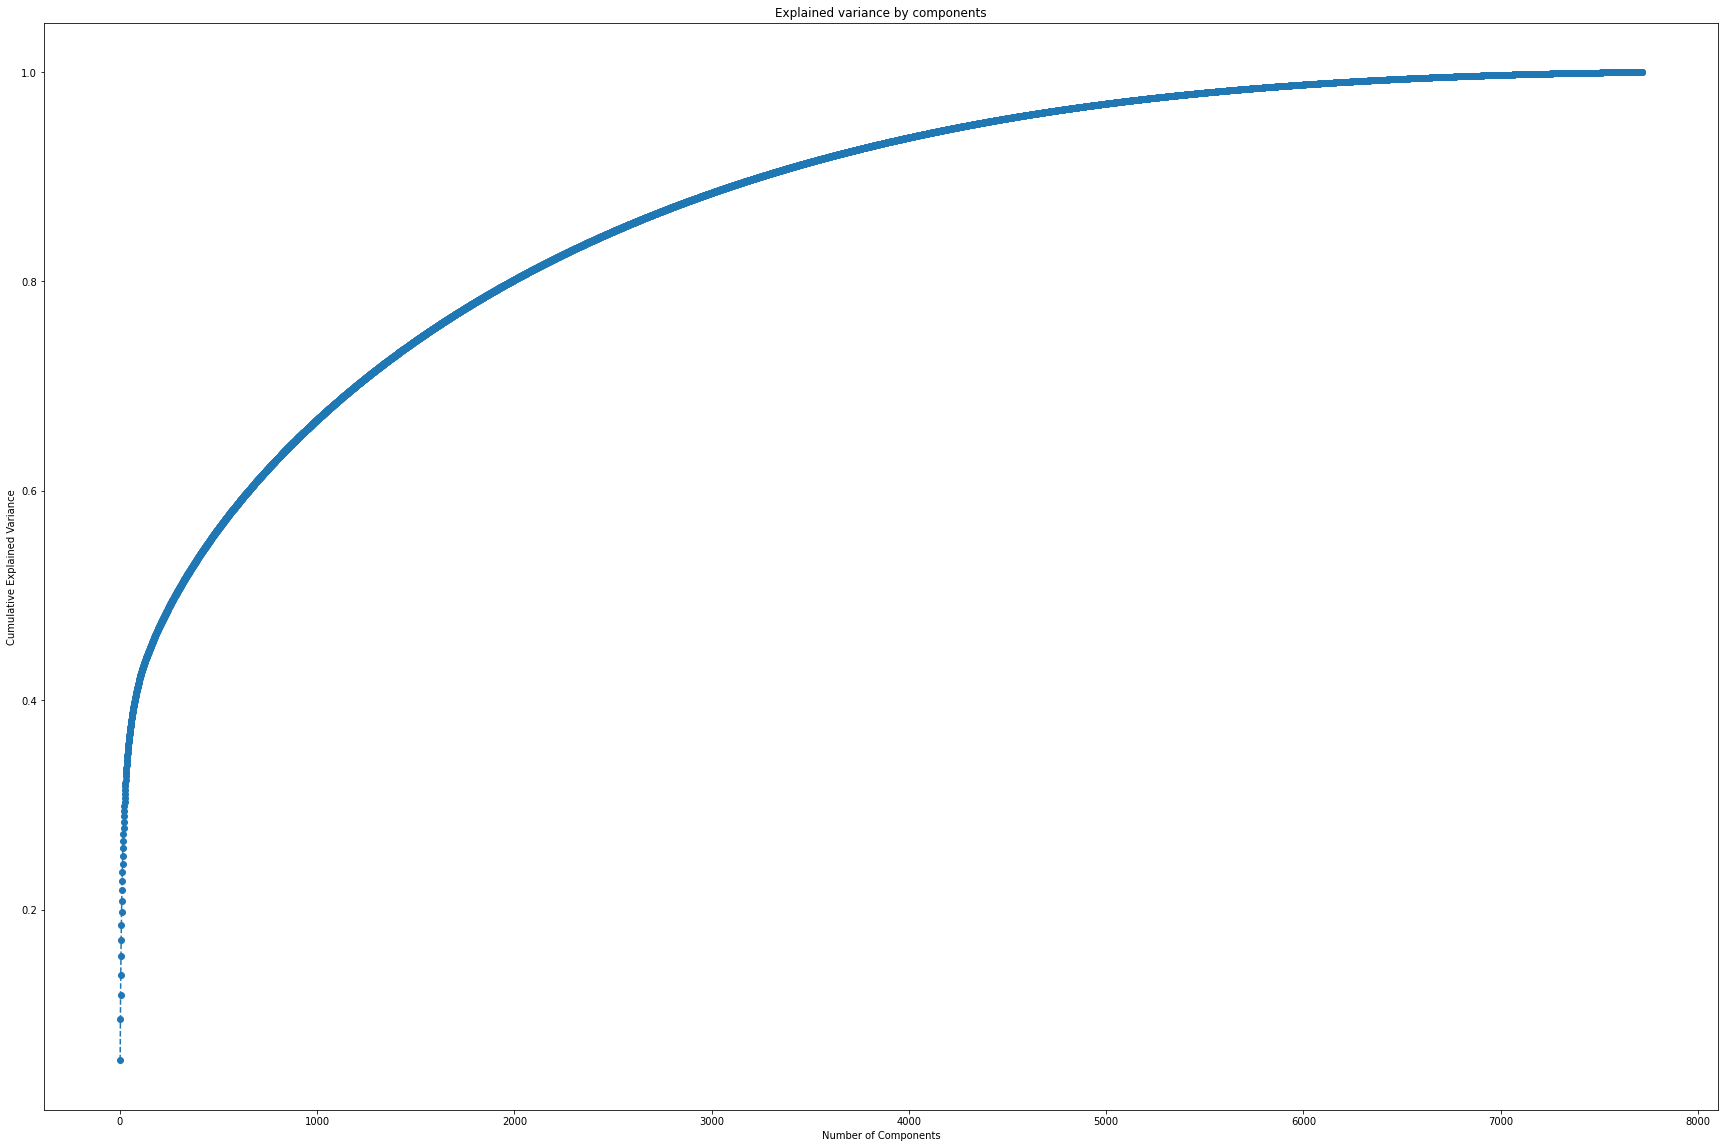 Explained variance by components
Cumulative Explained Variance
1.0
0.8
0.6
0.4
0.2
0 1000 2000 3000 4000 5000 6000 7000 8000
Number of Components